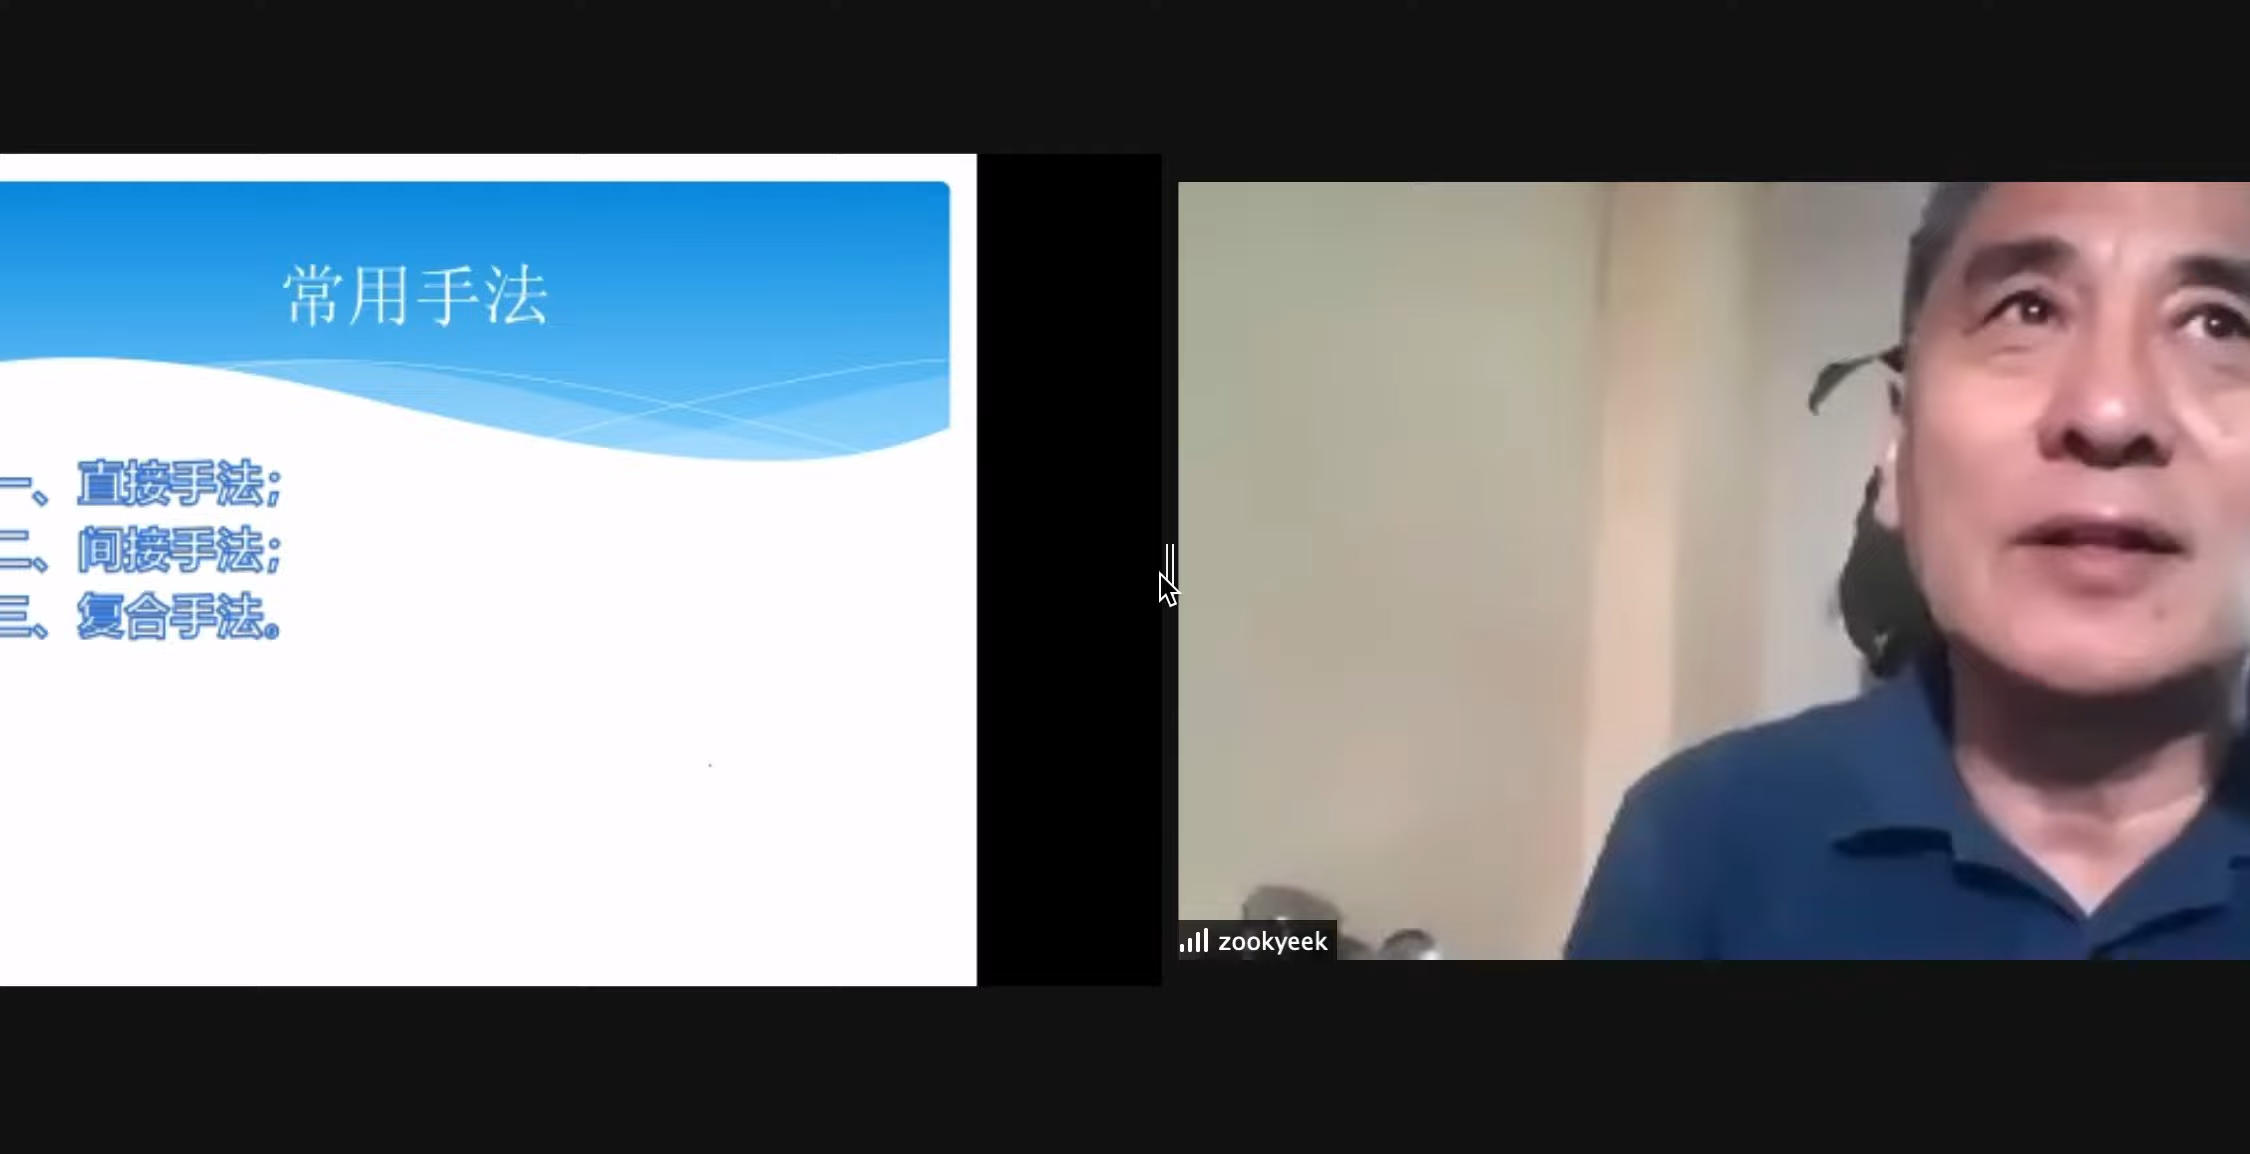 常用手法
一、直接手法;
二、间接手法;
三、复合手法。
zookyeek